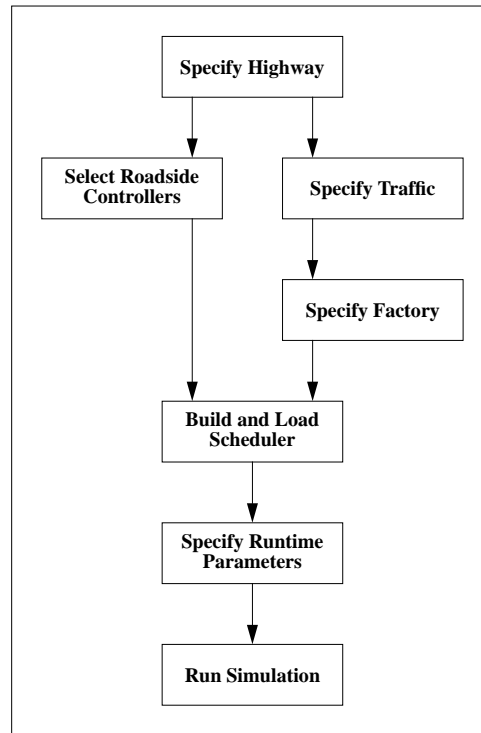 Specify Highway
Select Roadside
Controllers
Specify Traffic
Specify Factory
Build and Load
Scheduler
Specify Runtime
Parameters
Run Simulation